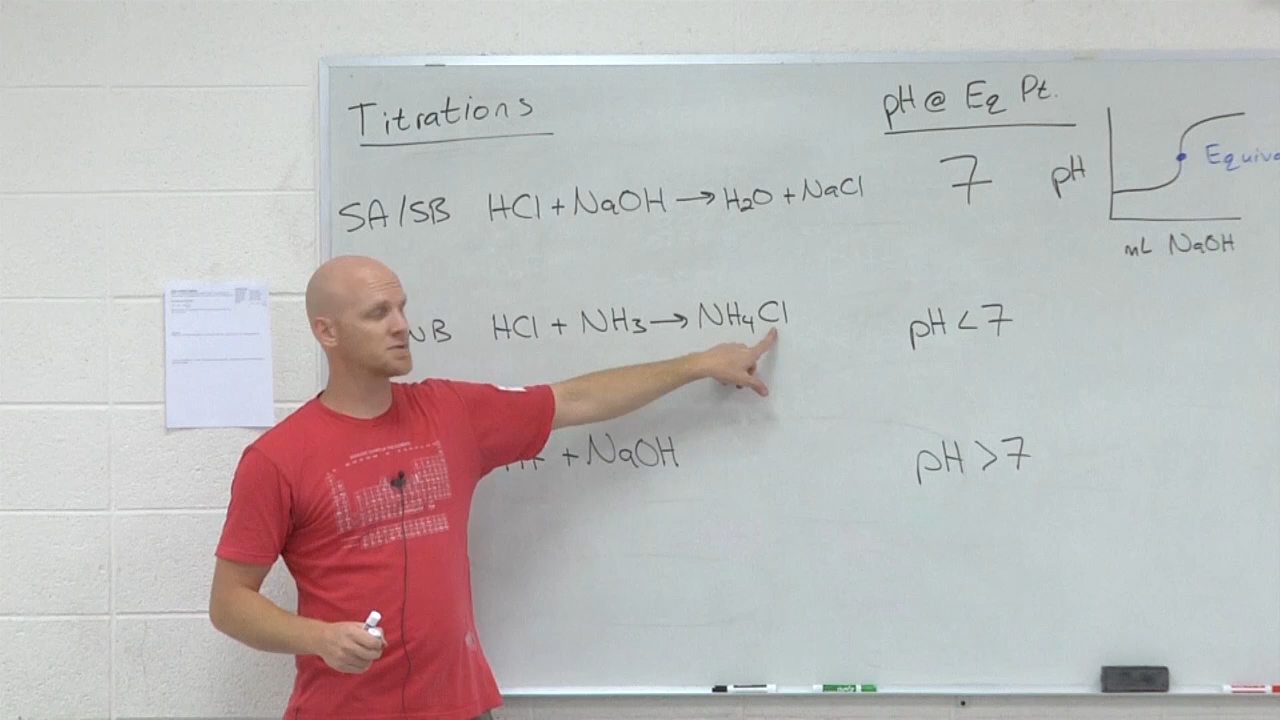 Titrations
pH @ Eq Pt.
SA/SB HCl + NaOH → H₂O + NaCl
7
pH
mL NaOH
WB HCl + NH₃ → NH₄Cl
pH < 7
+ NaOH
pH > 7